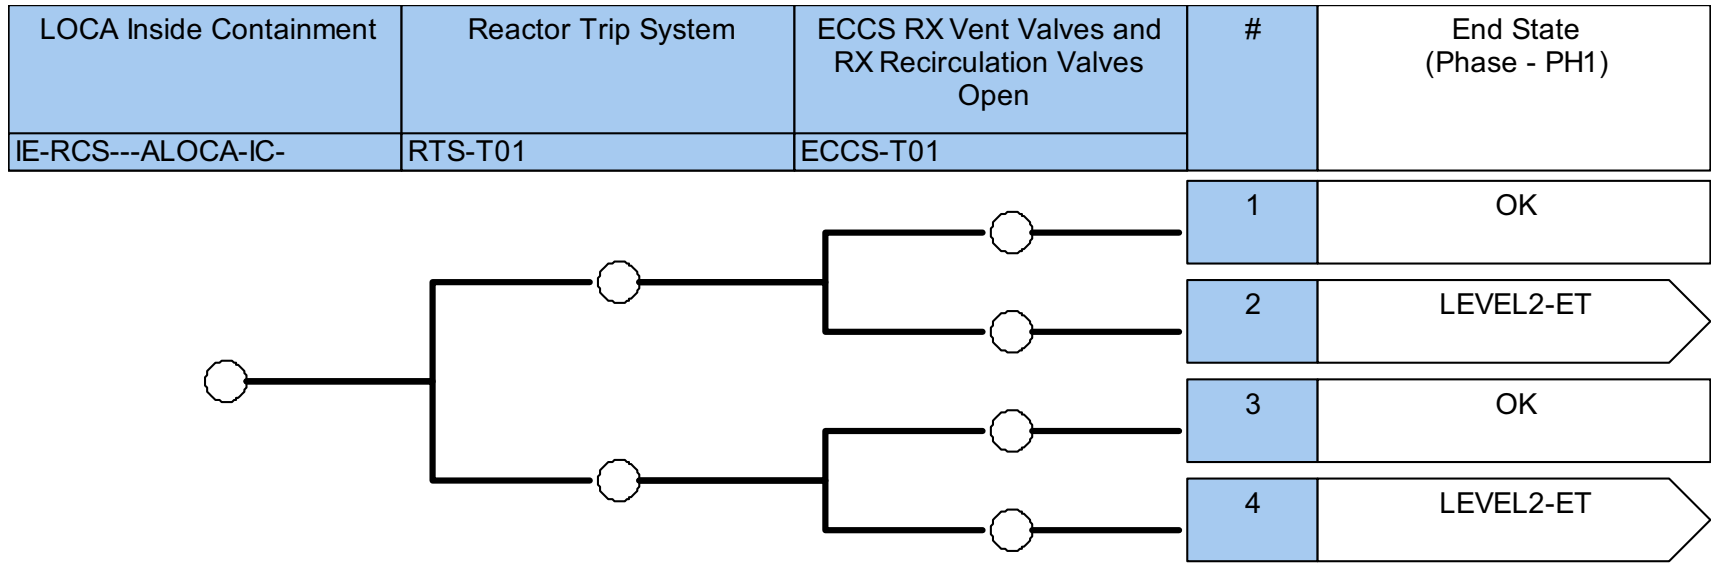 LOCA Inside Containment
Reactor Trip System
ECCS RX Vent Valves and
RX Recirculation Valves
Open
#
End State
(Phase - PH1)
IE-RCS---ALOCA-IC-
RTS-T01
ECCS-T01
1
OK
2
LEVEL2-ET
3
OK
4
LEVEL2-ET